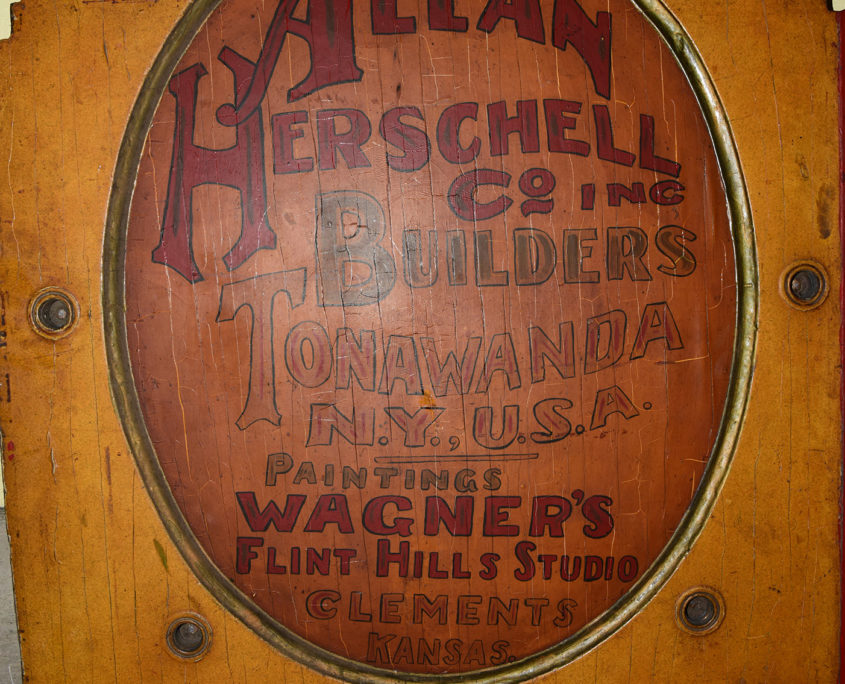 ALLAN
HERSCHELL
Co INC
BUILDERS
TONAWANDA
N.Y., U.S.A.
PAINTINGS
WAGNER'S
FLINT HILLS STUDIO
CLEMENTS
KANSAS.